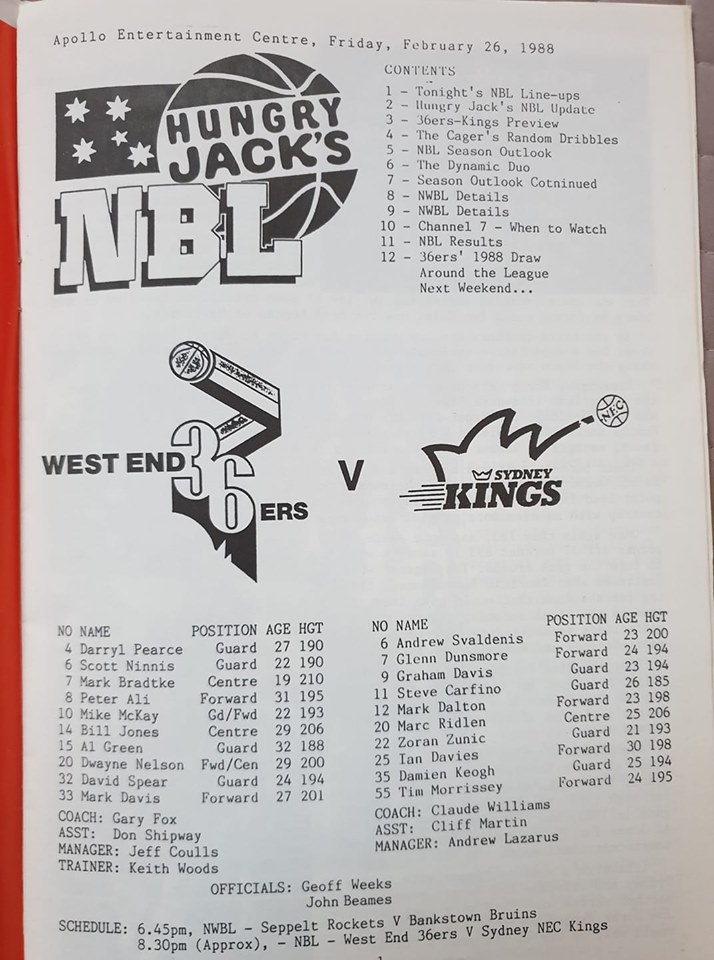 Apollo Entertainment Centre, Friday, February 26, 1988
HUNGRY
JACK'S
NBL
CONTENTS
1 - Tonight's NBL Line-ups
2 - Hungry Jack's NBL Update
3 - 36ers-Kings Preview
4 - The Cager's Random Dribbles
5 - NBL Season Outlook
6 - The Dynamic Duo
7 - Season Outlook Cotninued
8 - NWBL Details
9 - NWBL Details
10 - Channel 7 - When to Watch
11 - NBL Results
12 - 36ers' 1988 Draw
Around the League
Next Weekend...
WEST END 36ERS
V
NEC
SYDNEY
KINGS
NO NAME POSITION AGE HGT
4 Darryl Pearce Guard 27 190
6 Scott Ninnis Guard 22 190
7 Mark Bradtke Centre 19 210
8 Peter Ali Forward 31 195
10 Mike McKay Gd/Fwd 22 193
14 Bill Jones Centre 29 206
15 Al Green Guard 32 188
20 Dwayne Nelson Fwd/Cen 29 200
32 David Spear Guard 24 194
33 Mark Davis Forward 27 201
COACH: Gary Fox
ASST: Don Shipway
MANAGER: Jeff Coulls
TRAINER: Keith Woods
NO NAME POSITION AGE HGT
6 Andrew Svaldenis Forward 23 200
7 Glenn Dunsmore Forward 24 194
9 Graham Davis Guard 23 194
11 Steve Carfino Guard 26 185
12 Mark Dalton Forward 23 198
20 Marc Ridlen Centre 25 206
22 Zoran Zunic Guard 21 193
25 Ian Davies Forward 30 198
35 Damien Keogh Guard 25 194
55 Tim Morrissey Forward 24 195
COACH: Claude Williams
ASST: Cliff Martin
MANAGER: Andrew Lazarus
OFFICIALS: Geoff Weeks
John Beames
SCHEDULE: 6.45pm, NWBL - Seppelt Rockets V Bankstown Bruins
8.30pm (Approx), - NBL - West End 36ers V Sydney NEC Kings